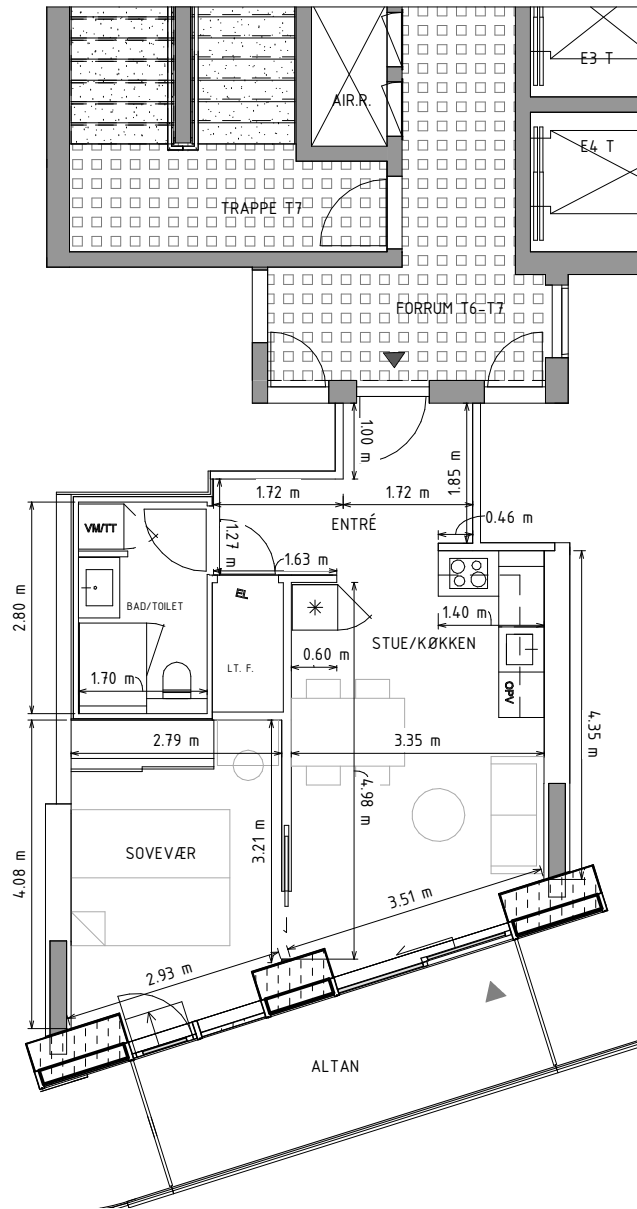 E3 T
AIR.R.
E4 T
TRAPPE T7
FORRUM T6-T7
1.00 m
1.85 m
1.72 m
1.72 m
0.46 m
ENTRÉ
VM/TT
1.27 m
1.63 m
EL
2.80 m
BAD/TOILET
1.40 m
STUE/KØKKEN
0.60 m
LT. F.
1.70 m
OPV
4.35 m
2.79 m
3.35 m
4.98 m
3.21 m
SOVEVÆR
4.08 m
3.51 m
2.93 m
ALTAN